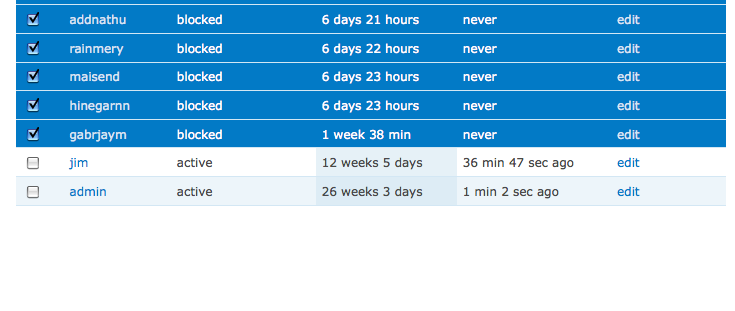 addnathu blocked 6 days 21 hours never edit
rainmery blocked 6 days 22 hours never edit
maisend blocked 6 days 23 hours never edit
hinegarnn blocked 6 days 23 hours never edit
gabrjaym blocked 1 week 38 min never edit
jim active 12 weeks 5 days 36 min 47 sec ago edit
admin active 26 weeks 3 days 1 min 2 sec ago edit